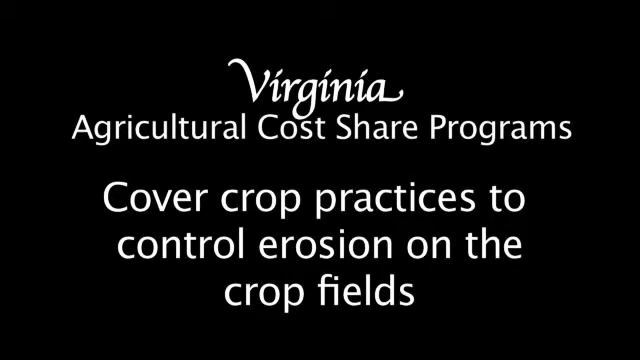 Virginia
Agricultural Cost Share Programs
Cover crop practices to
control erosion on the
crop fields